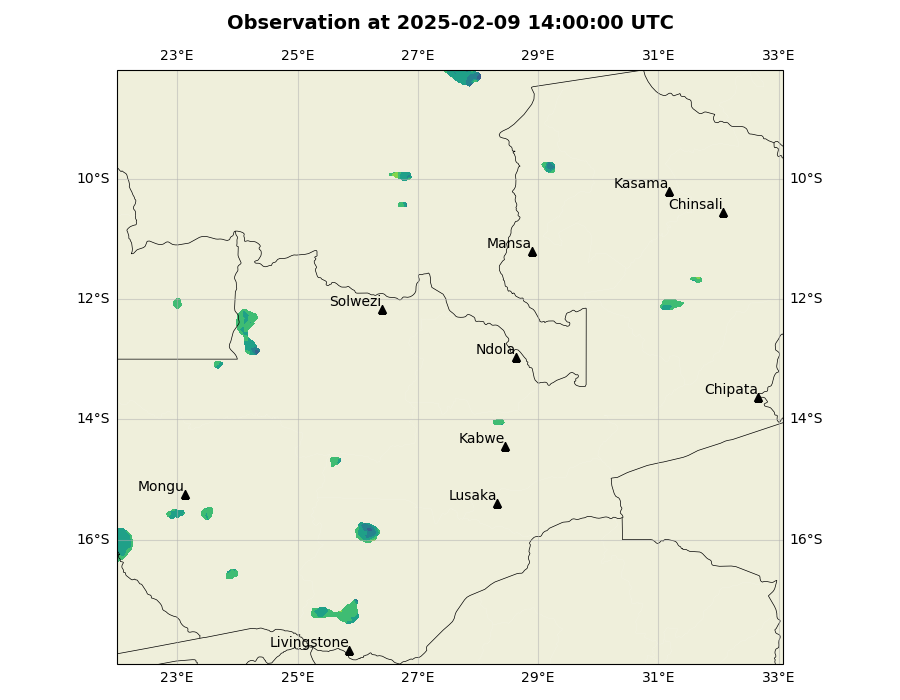 Observation at 2025-02-09 14:00:00 UTC
23°E 25°E 27°E 29°E 31°E 33°E
10°S 10°S
Kasama
Chinsali
Mansa
12°S 12°S
Solwezi
Ndola
Chipata
14°S 14°S
Kabwe
Mongu
Lusaka
16°S 16°S
Livingstone
23°E 25°E 27°E 29°E 31°E 33°E